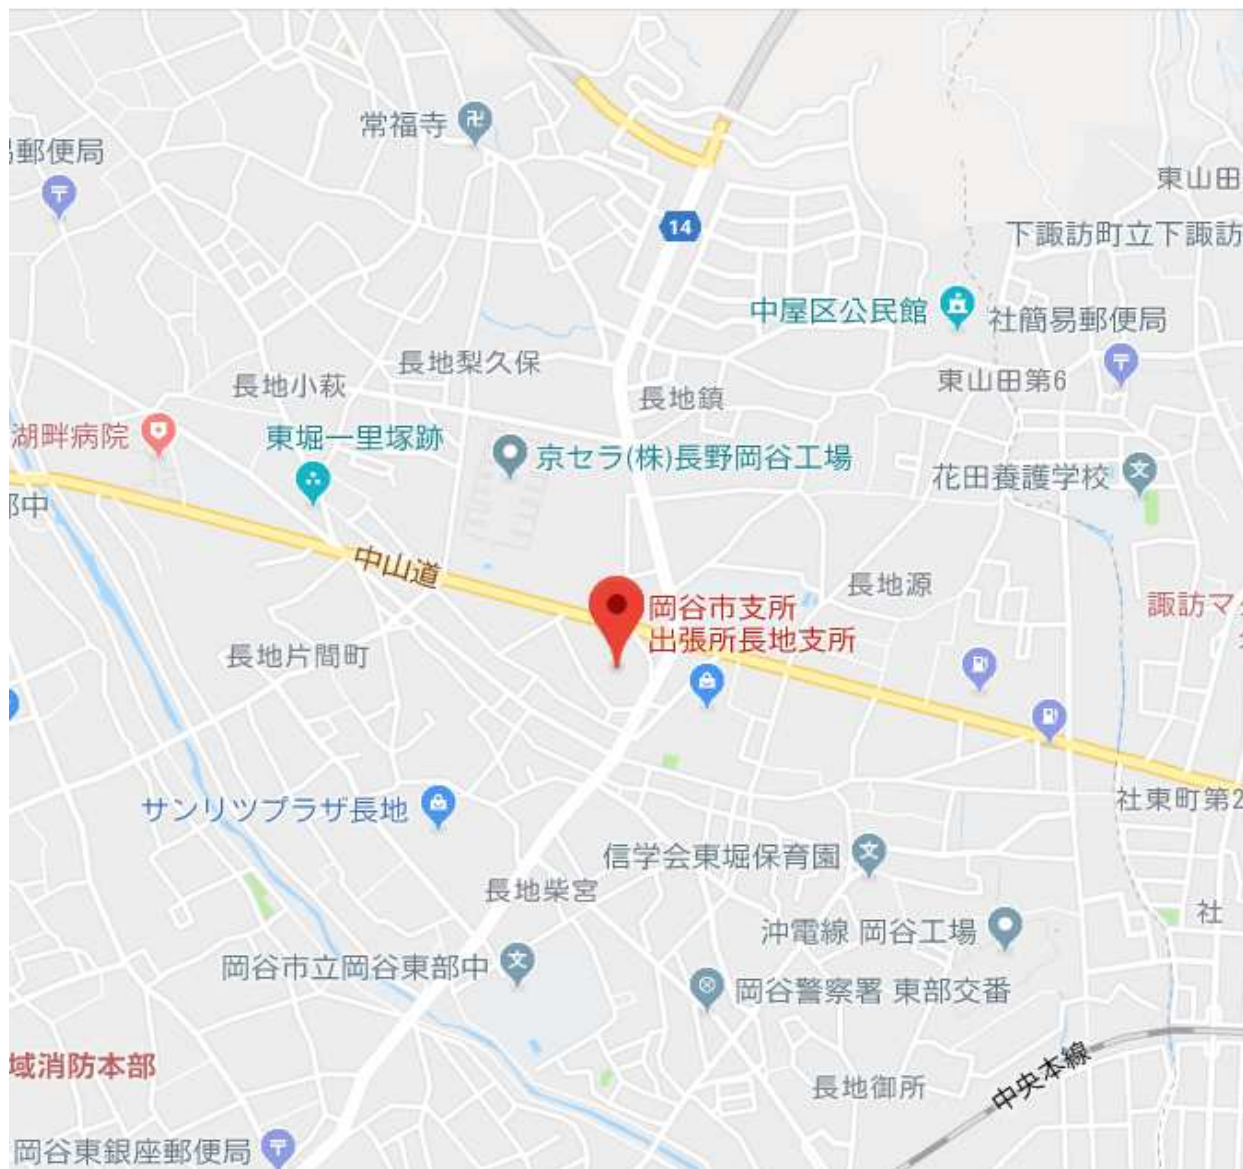 常福寺
郵便局
東山田
14
下諏訪町立下諏訪
中屋区公民館
社簡易郵便局
長地梨久保
東山田第6
長地小萩
長地鎮
湖畔病院
東堀一里塚跡
京セラ(株)長野岡谷工場
花田養護学校
部中
中山道
長地源
岡谷市支所
出張所長地支所
諏訪マ
長地片間町
サンリツプラザ長地
社東町第2
信学会東堀保育園
長地柴宮
社
沖電線 岡谷工場
岡谷市立岡谷東部中
岡谷警察署 東部交番
域消防本部
中央本線
長地御所
岡谷東銀座郵便局